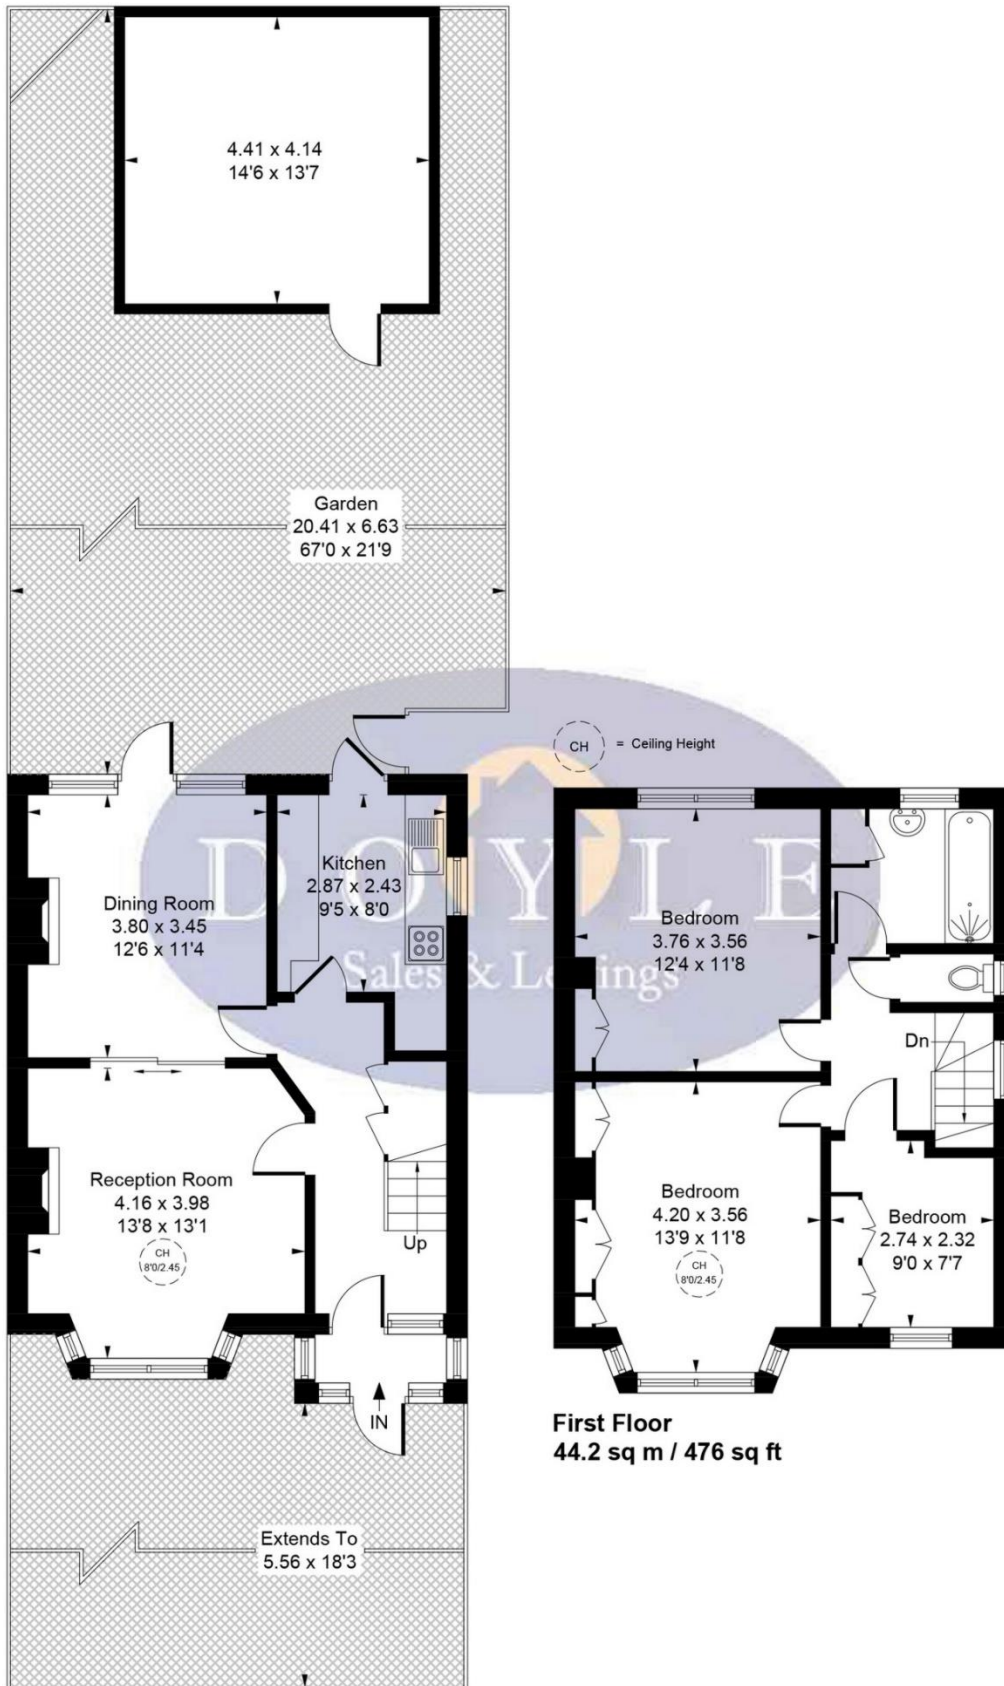 4.41 x 4.14
14'6 x 13'7
Garden
20.41 x 6.63
67'0 x 21'9
CH = Ceiling Height
DOYLE
Sales & Lettings
Kitchen
2.87 x 2.43
9'5 x 8'0
Dining Room
3.80 x 3.45
12'6 x 11'4
Bedroom
3.76 x 3.56
12'4 x 11'8
Dn
Reception Room
4.16 x 3.98
13'8 x 13'1
CH
8'0/2.45
Up
Bedroom
4.20 x 3.56
13'9 x 11'8
CH
8'0/2.45
Bedroom
2.74 x 2.32
9'0 x 7'7
IN
First Floor
44.2 sq m / 476 sq ft
Extends To
5.56 x 18'3